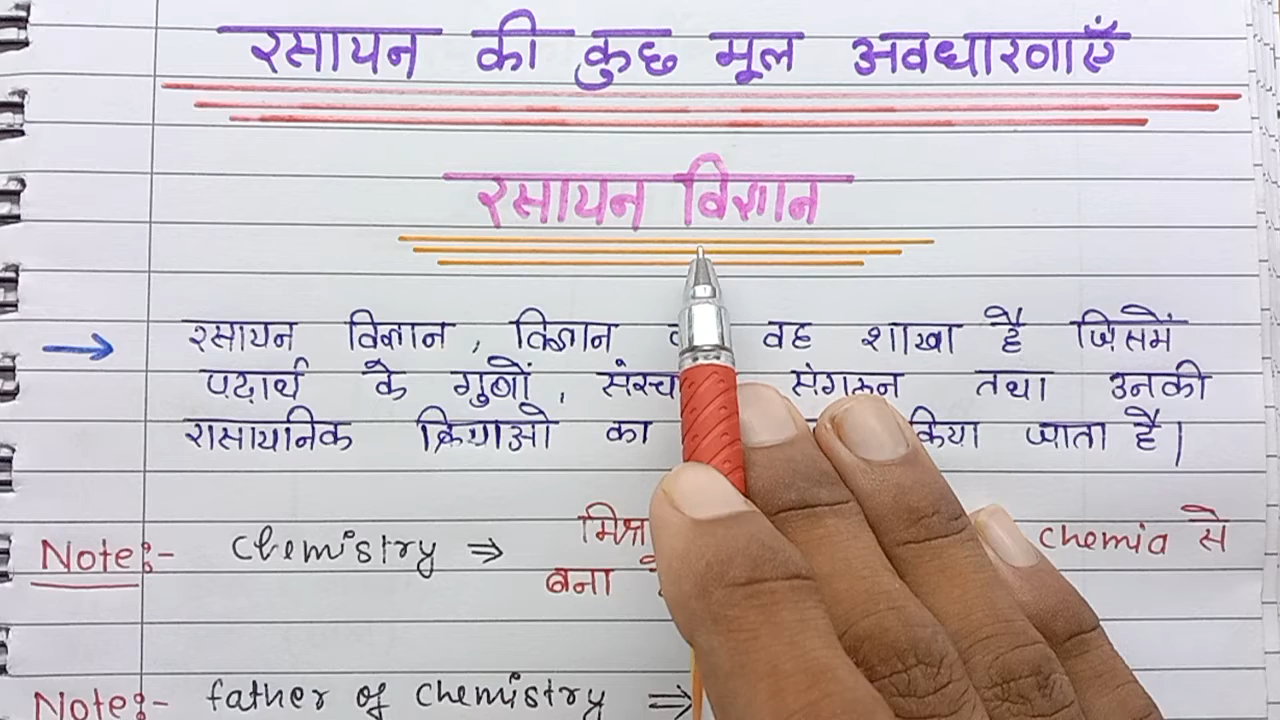 रसायन की कुछ मूल अवधारणाएँ
रसायन विज्ञान
रसायन विज्ञान, विज्ञान वह शाखा है जिसमें
पदार्थ के गुणों, संगठन तथा उनकी
रासायनिक क्रियाओ का किया जाता है।
Note:- Chemistry ⇒ chemia से
बना
Note:- father of Chemistry ⇒